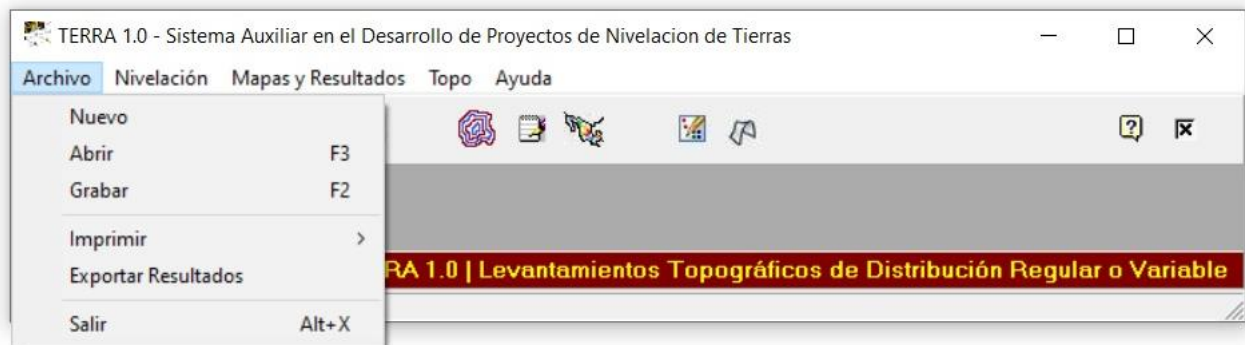 TERRA 1.0 - Sistema Auxiliar en el Desarrollo de Proyectos de Nivelacion de Tierras
Archivo Nivelación Mapas y Resultados Topo Ayuda
Nuevo
Abrir F3
Grabar F2
Imprimir
Exportar Resultados
Salir Alt+X
RA 1.0 | Levantamientos Topográficos de Distribución Regular o Variable